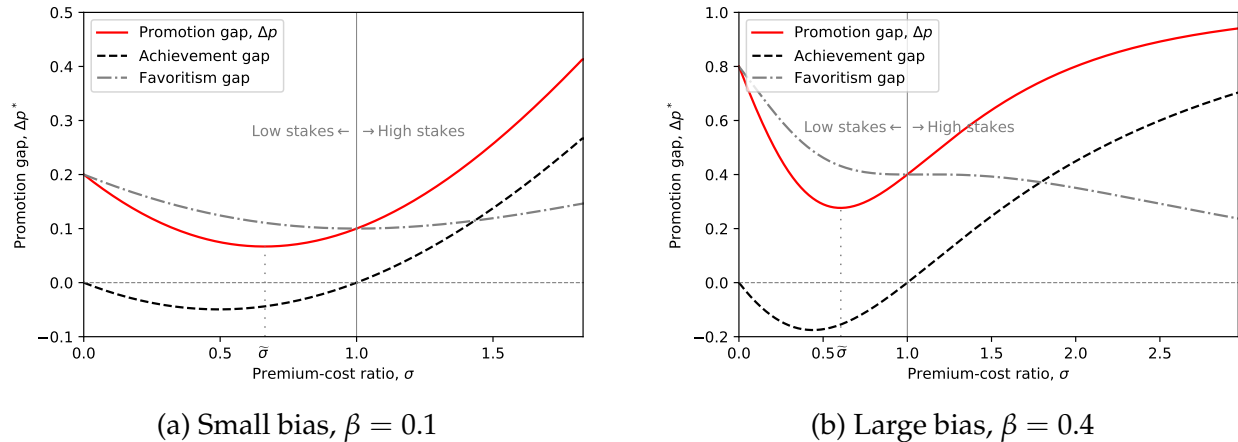 0.5
0.4
0.3
0.2
0.1
0.0
−0.1
Promotion gap, Δp*
Promotion gap, Δp
Achievement gap
Favoritism gap
Low stakes ← → High stakes
0.0 0.5 σ̃ 1.0 1.5
Premium-cost ratio, σ
(a) Small bias, β = 0.1
1.0
0.8
0.6
0.4
0.2
0.0
−0.2
Promotion gap, Δp*
Promotion gap, Δp
Achievement gap
Favoritism gap
Low stakes ← → High stakes
0.0 0.5 σ̃ 1.0 1.5 2.0 2.5
Premium-cost ratio, σ
(b) Large bias, β = 0.4